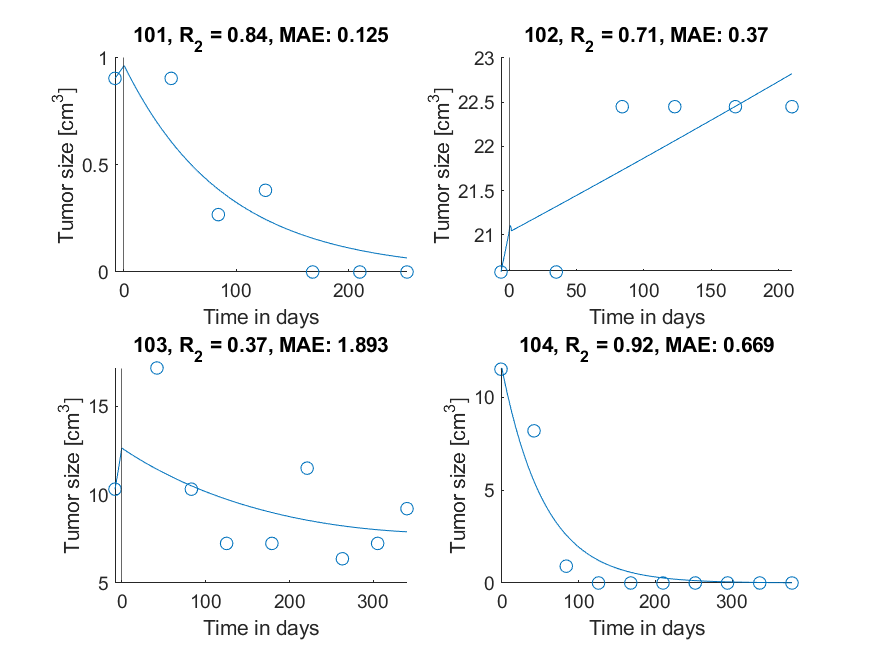 101, R2 = 0.84, MAE: 0.125
1
0.5
0
Tumor size [cm3]
0 100 200
Time in days
102, R2 = 0.71, MAE: 0.37
23
22.5
22
21.5
21
Tumor size [cm3]
0 50 100 150 200
Time in days
103, R2 = 0.37, MAE: 1.893
15
10
5
Tumor size [cm3]
0 100 200 300
Time in days
104, R2 = 0.92, MAE: 0.669
10
5
0
Tumor size [cm3]
0 100 200 300
Time in days